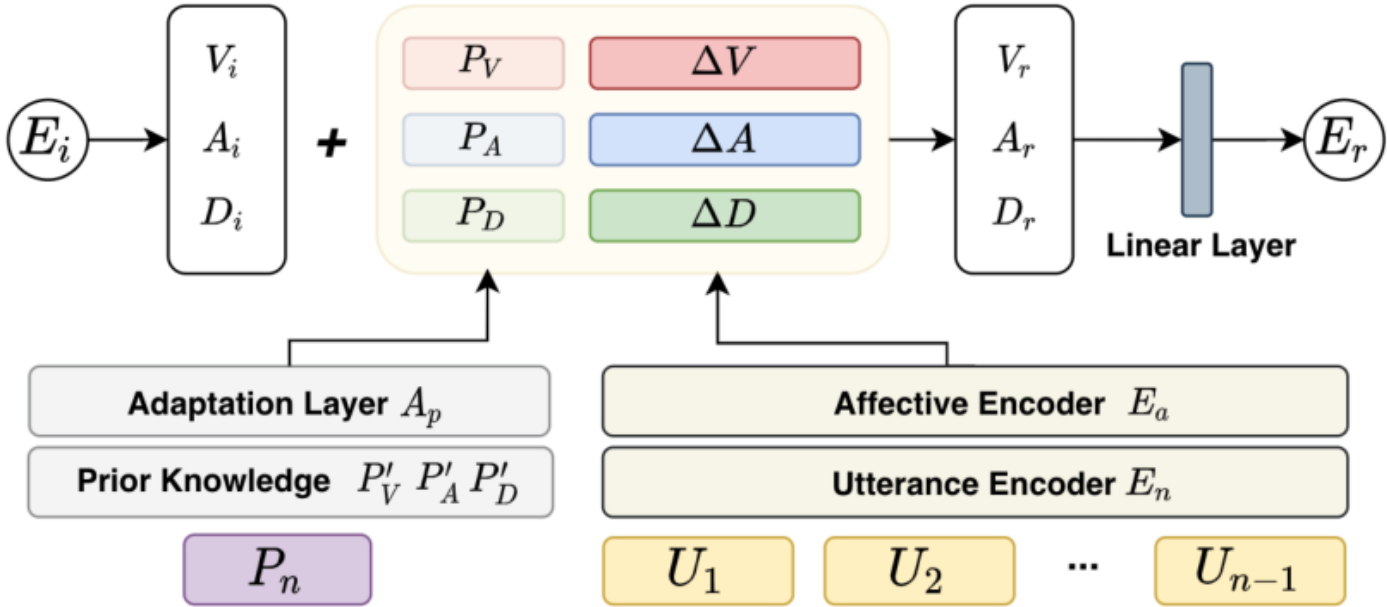 E_i
V_i
A_i
D_i
+
P_V ΔV
P_A ΔA
P_D ΔD
V_r
A_r
D_r
Linear Layer
E_r
Adaptation Layer A_p
Prior Knowledge P'_V P'_A P'_D
P_n
Affective Encoder E_a
Utterance Encoder E_n
U_1 U_2 ... U_{n-1}